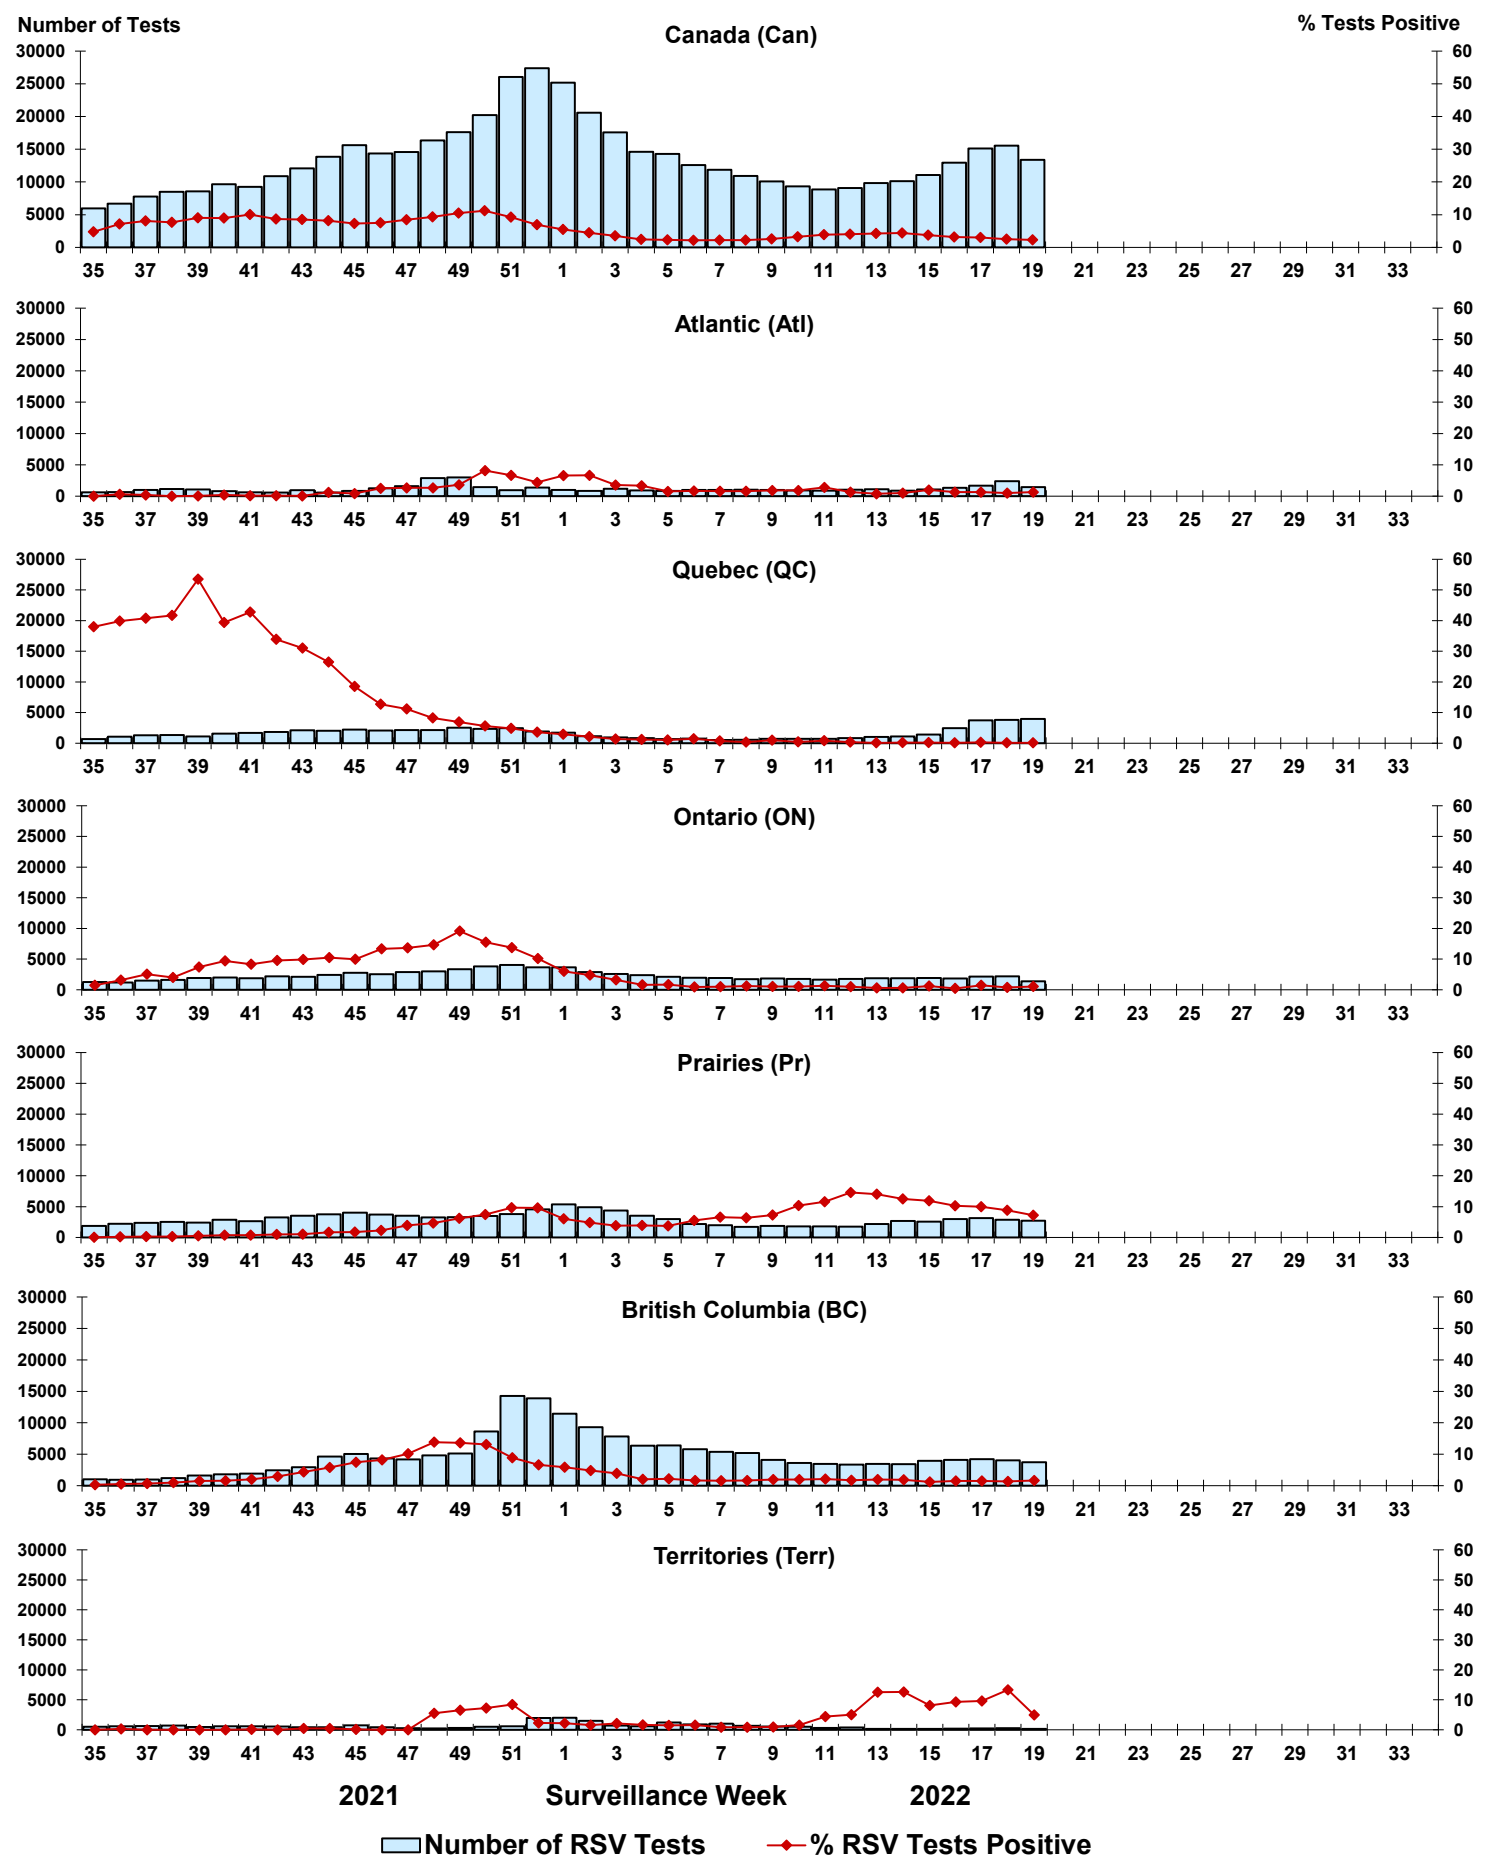 Number of Tests
Canada (Can)
% Tests Positive
30000 60
25000 50
20000 40
15000 30
10000 20
5000 10
0 0
35 37 39 41 43 45 47 49 51 1 3 5 7 9 11 13 15 17 19 21 23 25 27 29 31 33
Atlantic (Atl)
30000 60
25000 50
20000 40
15000 30
10000 20
5000 10
0 0
35 37 39 41 43 45 47 49 51 1 3 5 7 9 11 13 15 17 19 21 23 25 27 29 31 33
Quebec (QC)
30000 60
25000 50
20000 40
15000 30
10000 20
5000 10
0 0
35 37 39 41 43 45 47 49 51 1 3 5 7 9 11 13 15 17 19 21 23 25 27 29 31 33
Ontario (ON)
30000 60
25000 50
20000 40
15000 30
10000 20
5000 10
0 0
35 37 39 41 43 45 47 49 51 1 3 5 7 9 11 13 15 17 19 21 23 25 27 29 31 33
Prairies (Pr)
30000 60
25000 50
20000 40
15000 30
10000 20
5000 10
0 0
35 37 39 41 43 45 47 49 51 1 3 5 7 9 11 13 15 17 19 21 23 25 27 29 31 33
British Columbia (BC)
30000 60
25000 50
20000 40
15000 30
10000 20
5000 10
0 0
35 37 39 41 43 45 47 49 51 1 3 5 7 9 11 13 15 17 19 21 23 25 27 29 31 33
Territories (Terr)
30000 60
25000 50
20000 40
15000 30
10000 20
5000 10
0 0
35 37 39 41 43 45 47 49 51 1 3 5 7 9 11 13 15 17 19 21 23 25 27 29 31 33
2021 Surveillance Week 2022
Number of RSV Tests % RSV Tests Positive